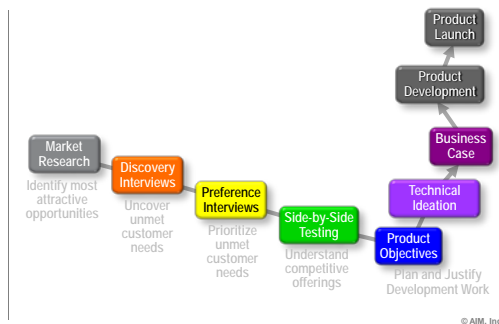 Market
Research
Identify most
attractive
opportunities
Discovery
Interviews
Uncover
unmet
customer
needs
Preference
Interviews
Prioritize
unmet
customer
needs
Side-by-Side
Testing
Understand
competitive
offerings
Product
Objectives
Plan and Justify
Development Work
Technical
Ideation
Business
Case
Product
Development
Product
Launch
© AIM, Inc